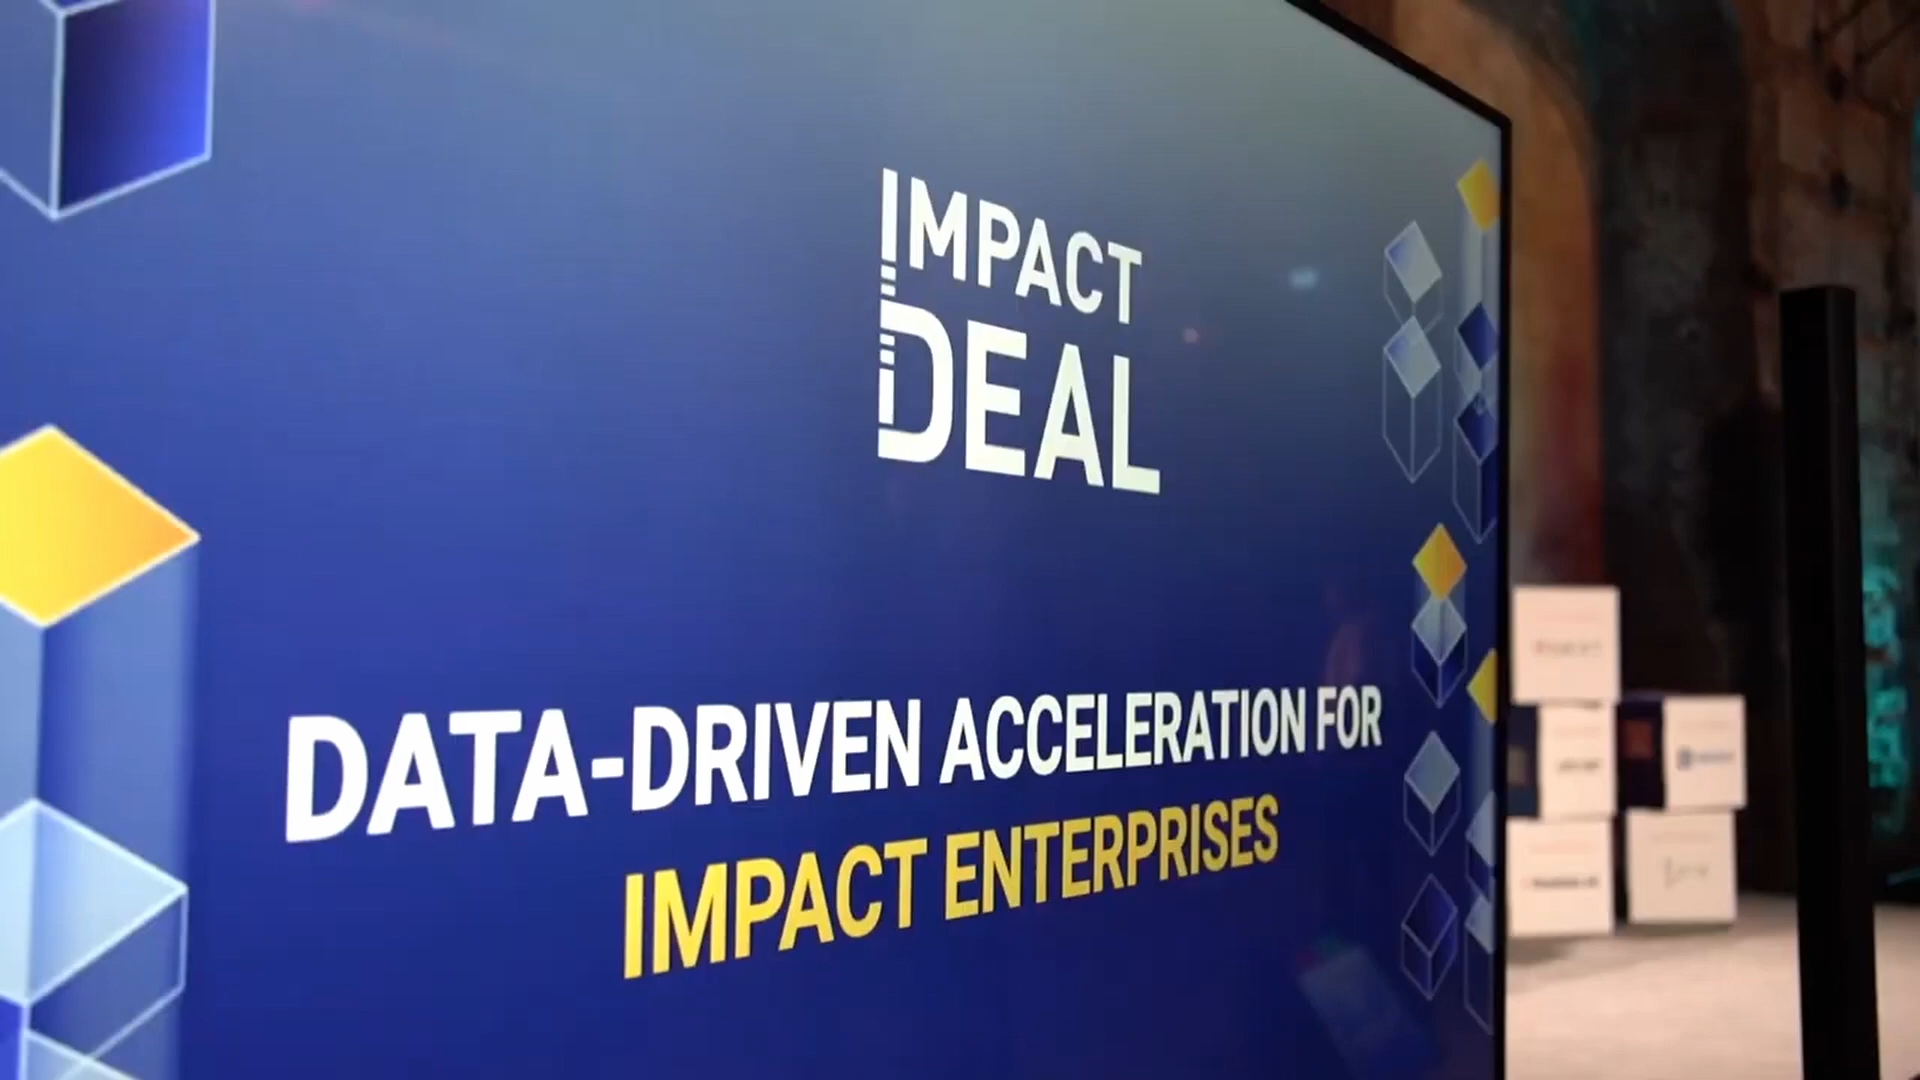 IMPACT
DEAL
DATA-DRIVEN ACCELERATION FOR
IMPACT ENTERPRISES